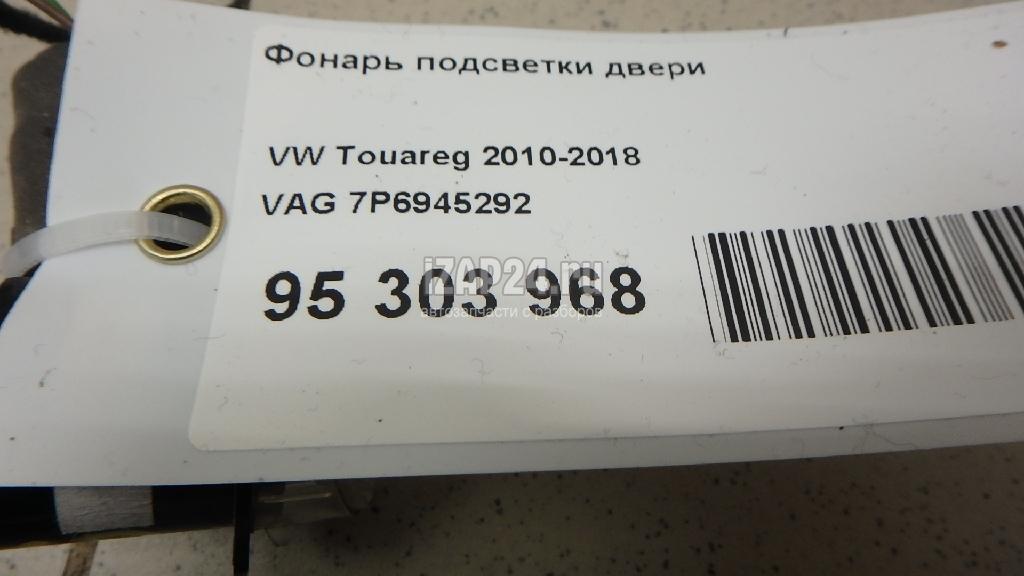 Фонарь подсветки двери
VW Touareg 2010-2018
VAG 7P6945292
95 303 968
iZAP24.ru
автозапчасти с разборов